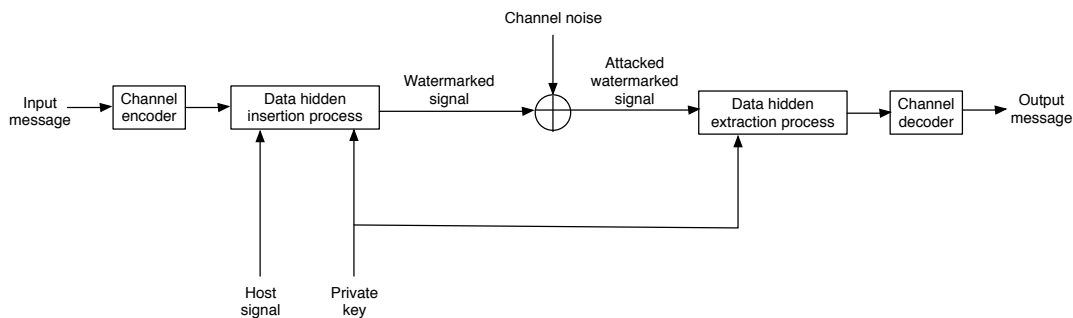 Channel noise
Input
message
Channel
encoder
Data hidden
insertion process
Watermarked
signal
Attacked
watermarked
signal
Data hidden
extraction process
Channel
decoder
Output
message
Host
signal
Private
key